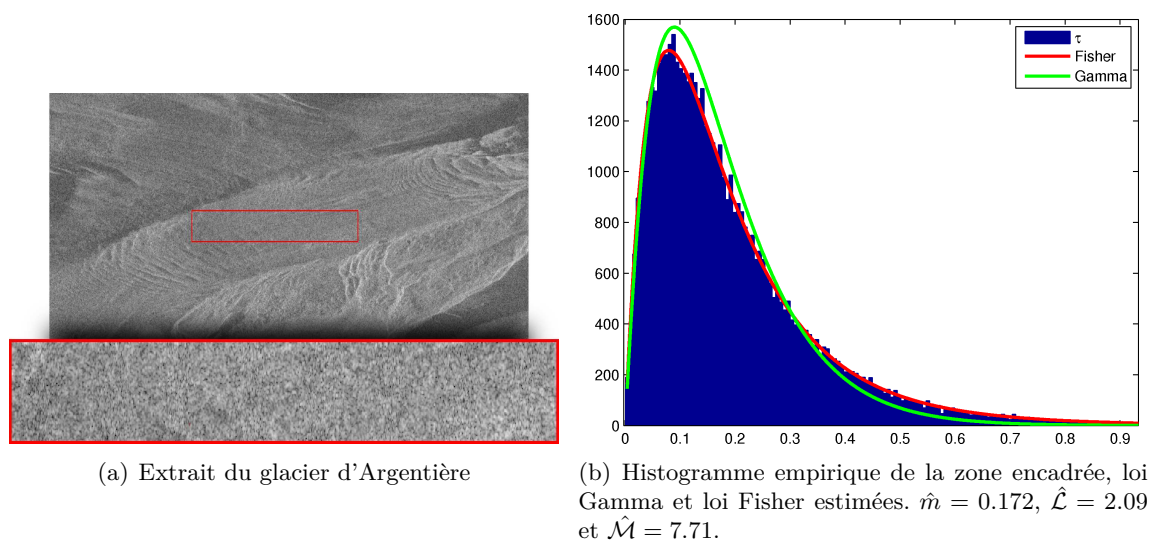 1600
1400
1200
1000
800
600
400
200
0
0 0.1 0.2 0.3 0.4 0.5 0.6 0.7 0.8 0.9
τ
Fisher
Gamma
(a) Extrait du glacier d'Argentière
(b) Histogramme empirique de la zone encadrée, loi
Gamma et loi Fisher estimées. m̂ = 0.172, ℒ̂ = 2.09
et ℳ̂ = 7.71.